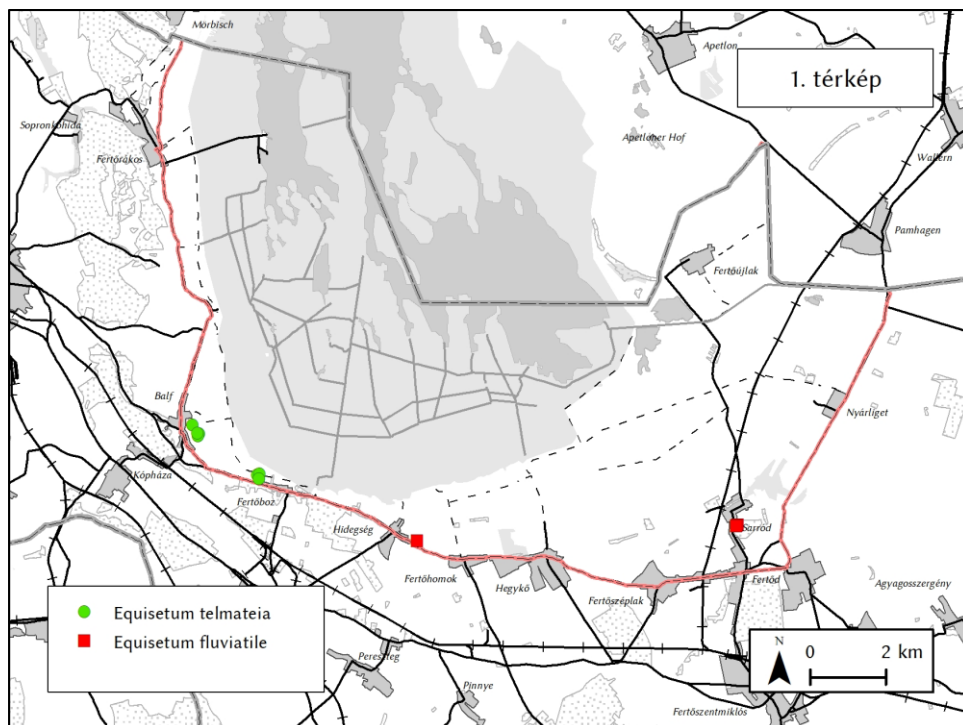 Mörbisch
Apetlon
1. térkép
Sopronkőhida
Fertőrákos
Apetloner Hof
Wallern
Pamhagen
Fertőújlak
Balf
Nyárliget
Kópháza
Fertőboz
Hidegség
Sarród
Fertőhomok
Hegykő
Fertőszéplak
Fertőd
Agyagosszergény
Equisetum telmateia
Equisetum fluviatile
Pereszteg
Pinnye
Fertőszentmiklós
N
0 2 km